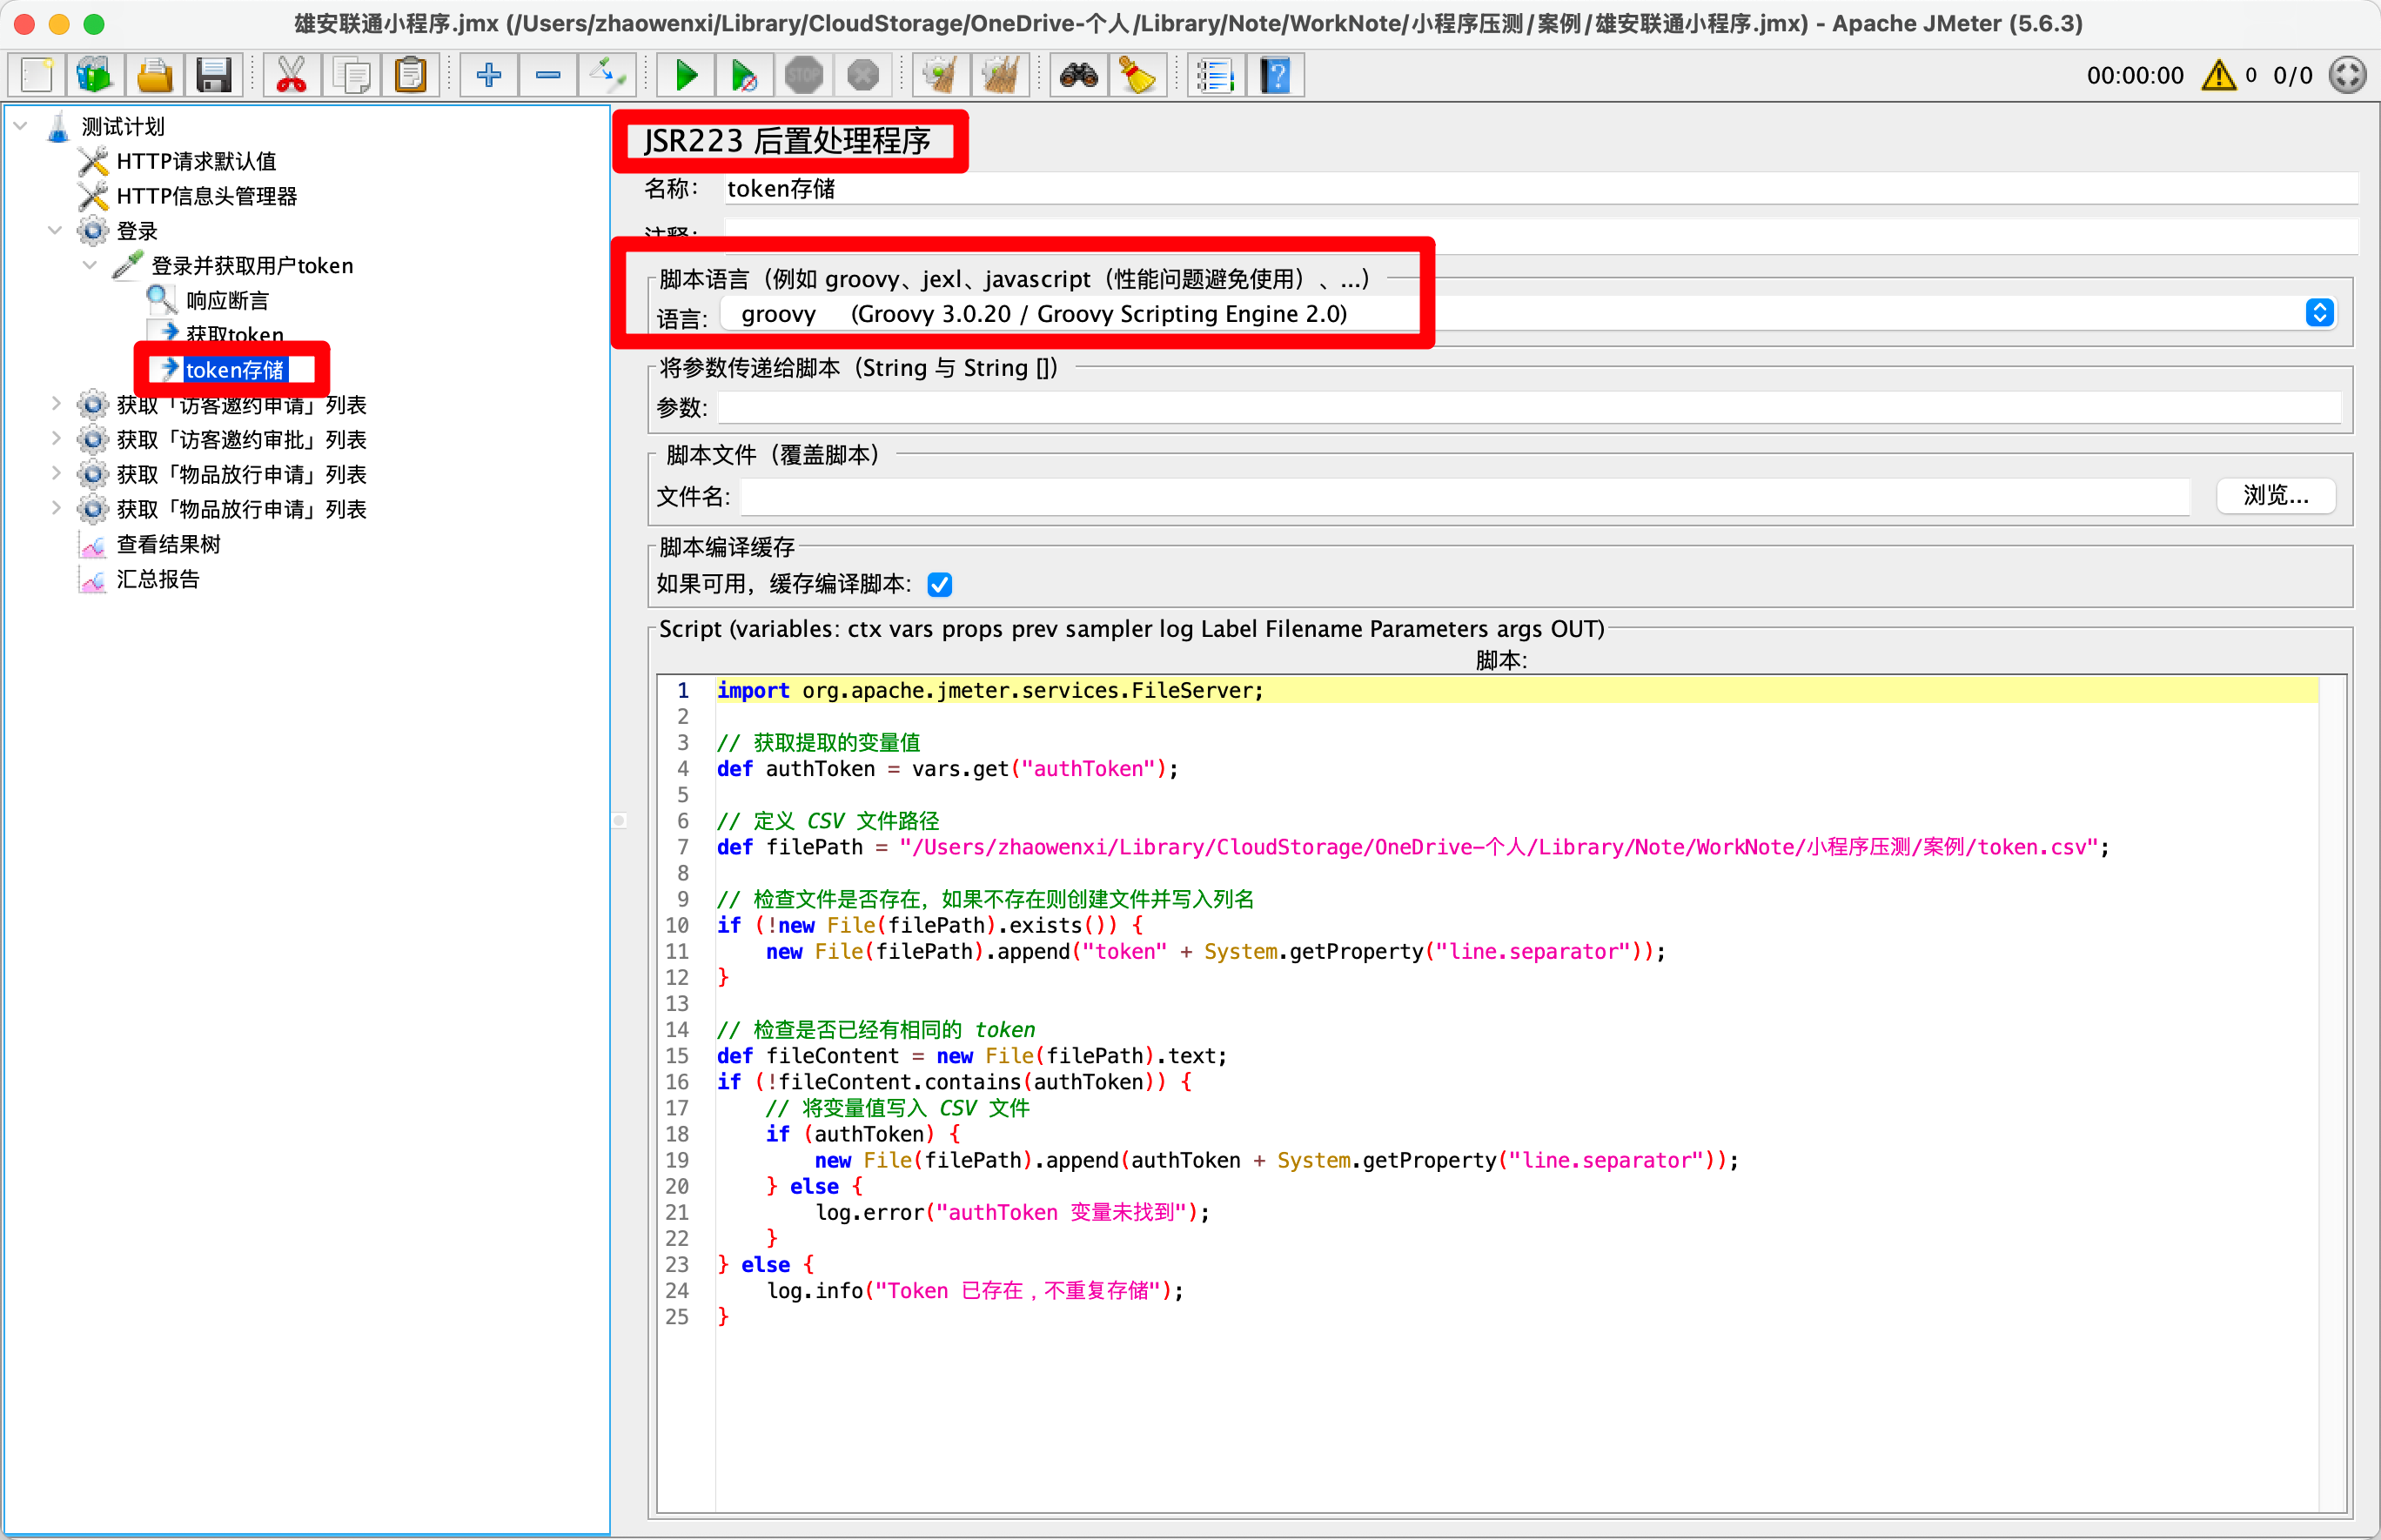 雄安联通小程序.jmx (/Users/zhaowenxi/Library/CloudStorage/OneDrive-个人/Library/Note/WorkNote/小程序压测/案例/雄安联通小程序.jmx) - Apache JMeter (5.6.3)
STOP
00:00:00
0
0/0
测试计划
HTTP请求默认值
HTTP信息头管理器
登录
登录并获取用户token
响应断言
获取token
token存储
获取「访客邀约申请」列表
获取「访客邀约审批」列表
获取「物品放行申请」列表
获取「物品放行申请」列表
查看结果树
汇总报告
JSR223 后置处理程序
名称: token存储
注释:
脚本语言（例如 groovy、jexl、javascript（性能问题避免使用）、...）
语言: groovy (Groovy 3.0.20 / Groovy Scripting Engine 2.0)
将参数传递给脚本（String 与 String []）
参数:
脚本文件（覆盖脚本）
文件名: 浏览...
脚本编译缓存
如果可用，缓存编译脚本:
Script (variables: ctx vars props prev sampler log Label Filename Parameters args OUT)
脚本:
1 import org.apache.jmeter.services.FileServer;
2
3 // 获取提取的变量值
4 def authToken = vars.get("authToken");
5
6 // 定义 CSV 文件路径
7 def filePath = "/Users/zhaowenxi/Library/CloudStorage/OneDrive-个人/Library/Note/WorkNote/小程序压测/案例/token.csv";
8
9 // 检查文件是否存在，如果不存在则创建文件并写入列名
10 if (!new File(filePath).exists()) {
11     new File(filePath).append("token" + System.getProperty("line.separator"));
12 }
13
14 // 检查是否已经有相同的 token
15 def fileContent = new File(filePath).text;
16 if (!fileContent.contains(authToken)) {
17     // 将变量值写入 CSV 文件
18     if (authToken) {
19         new File(filePath).append(authToken + System.getProperty("line.separator"));
20     } else {
21         log.error("authToken 变量未找到");
22     }
23 } else {
24     log.info("Token 已存在，不重复存储");
25 }